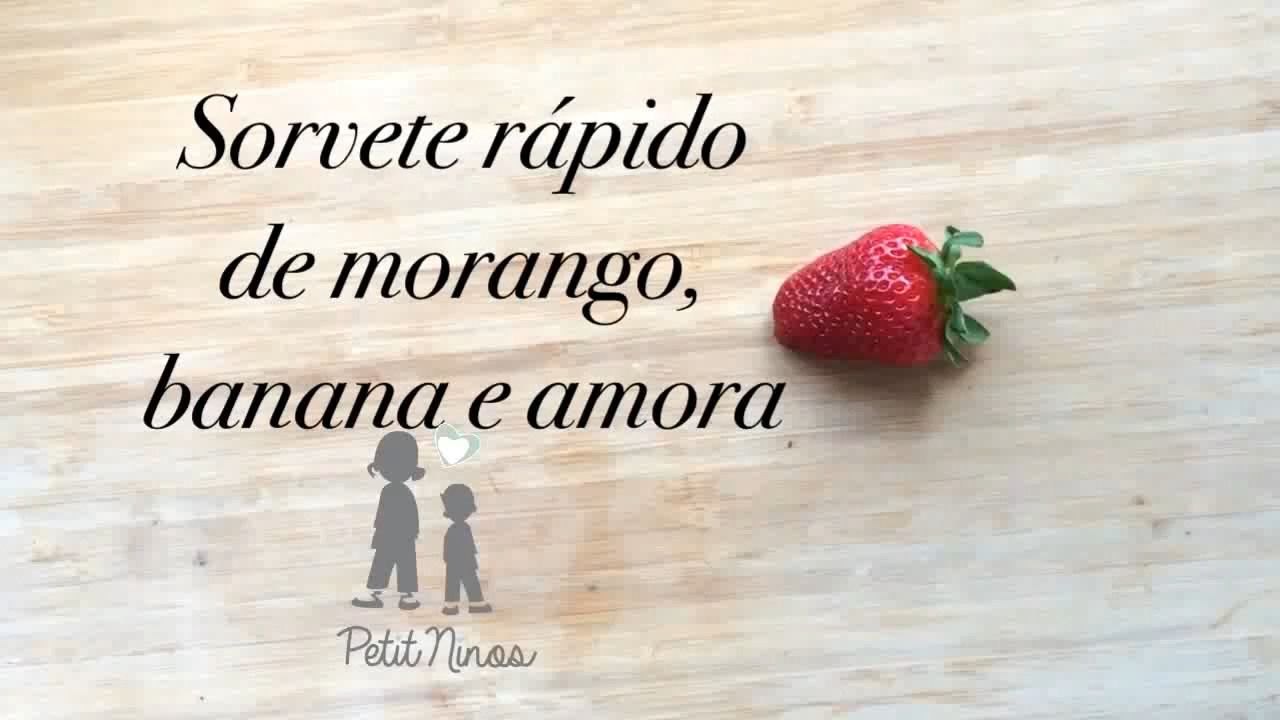 Sorvete rápido
de morango,
banana e amora
Petit Ninos